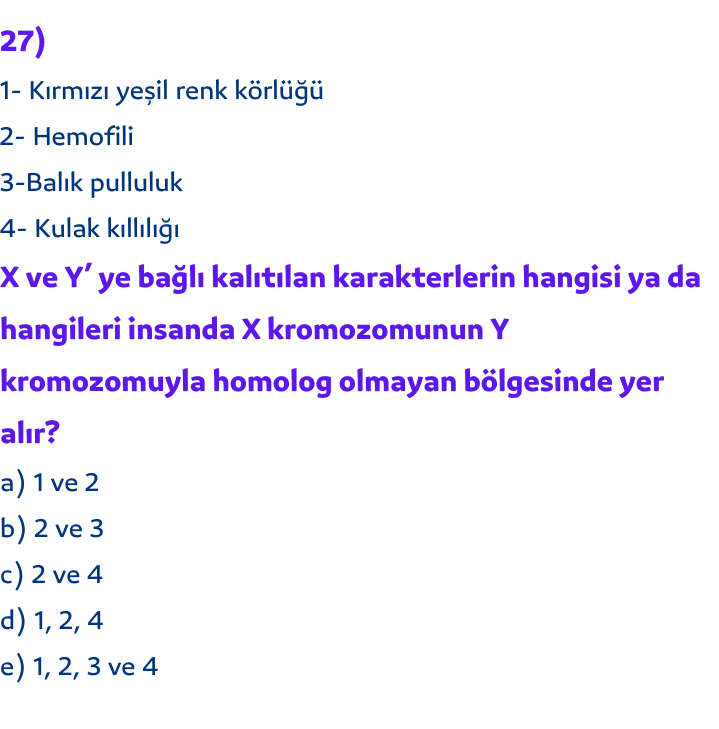 27)
1- Kırmızı yeşil renk körlüğü
2- Hemofili
3-Balık pulluluk
4- Kulak kıllılığı
X ve Y’ ye bağlı kalıtılan karakterlerin hangisi ya da
hangileri insanda X kromozomunun Y
kromozomuyla homolog olmayan bölgesinde yer
alır?
a) 1 ve 2
b) 2 ve 3
c) 2 ve 4
d) 1, 2, 4
e) 1, 2, 3 ve 4